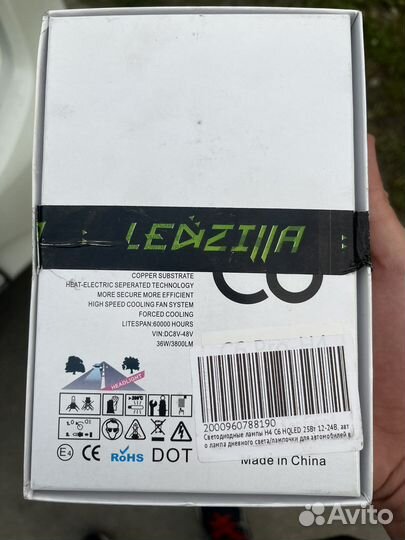 LEDZILLA
C6
COPPER SUBSTRATE
HEAT-ELECTRIC SEPERATED TECHNOLOGY
MORE SECURE MORE EFFICIENT
HIGH SPEED COOLING FAN SYSTEM
FORCED COOLING
LITESPAN:60000 HOURS
VIN:DC8V-48V
36W/3800LM
HEADLIGHT
2000960788190
Светодиодные лампы H4 C6 HQLED 25Вт 12-24В, авт
о лампа дневного света/лампочки для автомобилей в
E4 CE RoHS DOT
Made in China
Avito